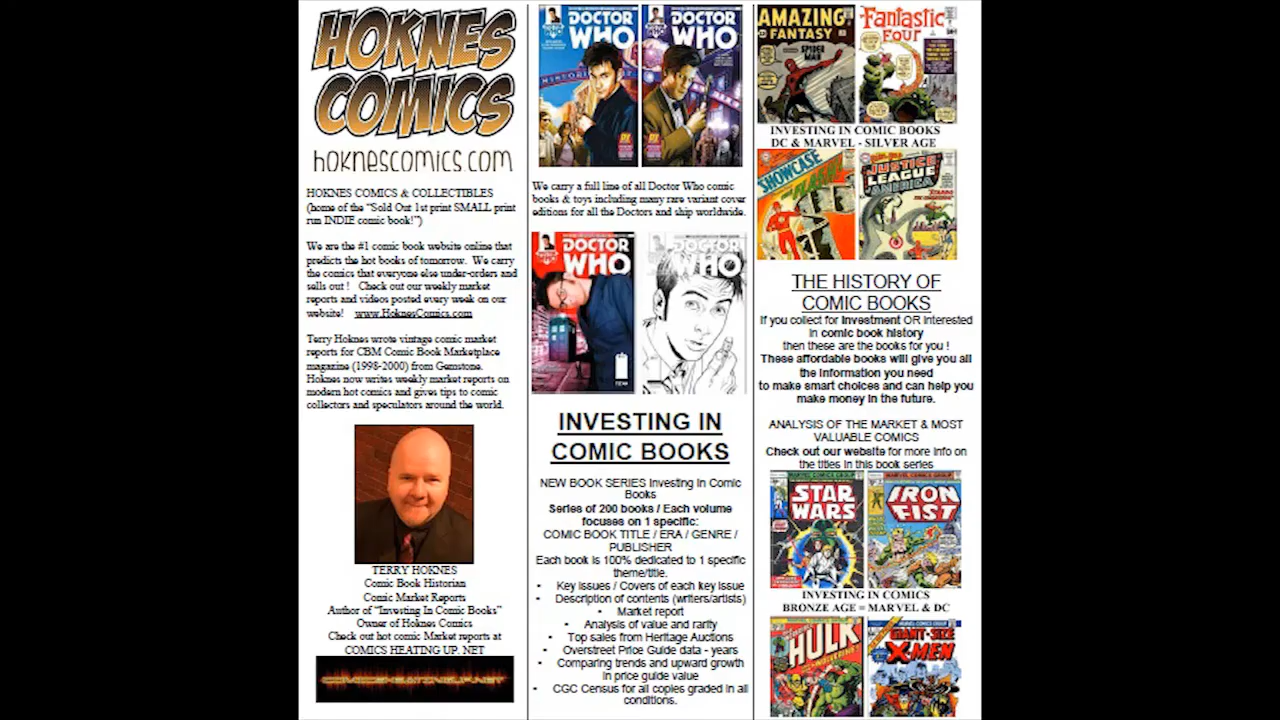 HOKNES
COMICS
hoknescomics.com
HOKNES COMICS & COLLECTIBLES
(home of the “Sold Out 1st print SMALL print
run INDIE comic book!”)
We are the #1 comic book website online that
predicts the hot books of tomorrow. We carry
the comics that everyone else under-orders and
sells out ! Check out our weekly market
reports and videos posted every week on our
website! www.HoknesComics.com
Terry Hoknes wrote vintage comic market
reports for CBM Comic Book Marketplace
magazine (1998-2000) from Gemstone.
Hoknes now writes weekly market reports on
modern hot comics and gives tips to comic
collectors and speculators around the world.
TERRY HOKNES
Comic Book Historian
Comic Market Reports
Author of “Investing In Comic Books”
Owner of Hoknes Comics
Check out hot comic Market reports at
COMICS HEATING UP. NET
COMICSHEATINGUP.NET
DOCTOR
WHO
DOCTOR
WHO
We carry a full line of all Doctor Who comic
books & toys including many rare variant cover
editions for all the Doctors and ship worldwide.
DOCTOR
WHO
DOCTOR
WHO
INVESTING IN
COMIC BOOKS
NEW BOOK SERIES Investing In Comic
Books
Series of 200 books / Each volume
focuses on 1 specific:
COMIC BOOK TITLE / ERA / GENRE /
PUBLISHER
Each book is 100% dedicated to 1 specific
theme/title.
• Key Issues / Covers of each key issue
• Description of contents (writers/artists)
• Market report
• Analysis of value and rarity
• Top sales from Heritage Auctions
• Overstreet Price Guide data - years
• Comparing trends and upward growth
in price guide value
• CGC Census for all copies graded in all
conditions.
AMAZING
FANTASY
SPIDER
MAN
Fantastic
Four
INVESTING IN COMIC BOOKS
DC & MARVEL - SILVER AGE
SHOWCASE
FLASH
JUSTICE
LEAGUE
AMERICA
THE HISTORY OF
COMIC BOOKS
If you collect for Investment OR Interested
in comic book history
then these are the books for you !
These affordable books will give you all
the information you need
to make smart choices and can help you
make money in the future.
ANALYSIS OF THE MARKET & MOST
VALUABLE COMICS
Check out our website for more info on
the titles in this book series
STAR
WARS
IRON
FIST
INVESTING IN COMICS
BRONZE AGE = MARVEL & DC
HULK
GIANT-SIZE
X-MEN